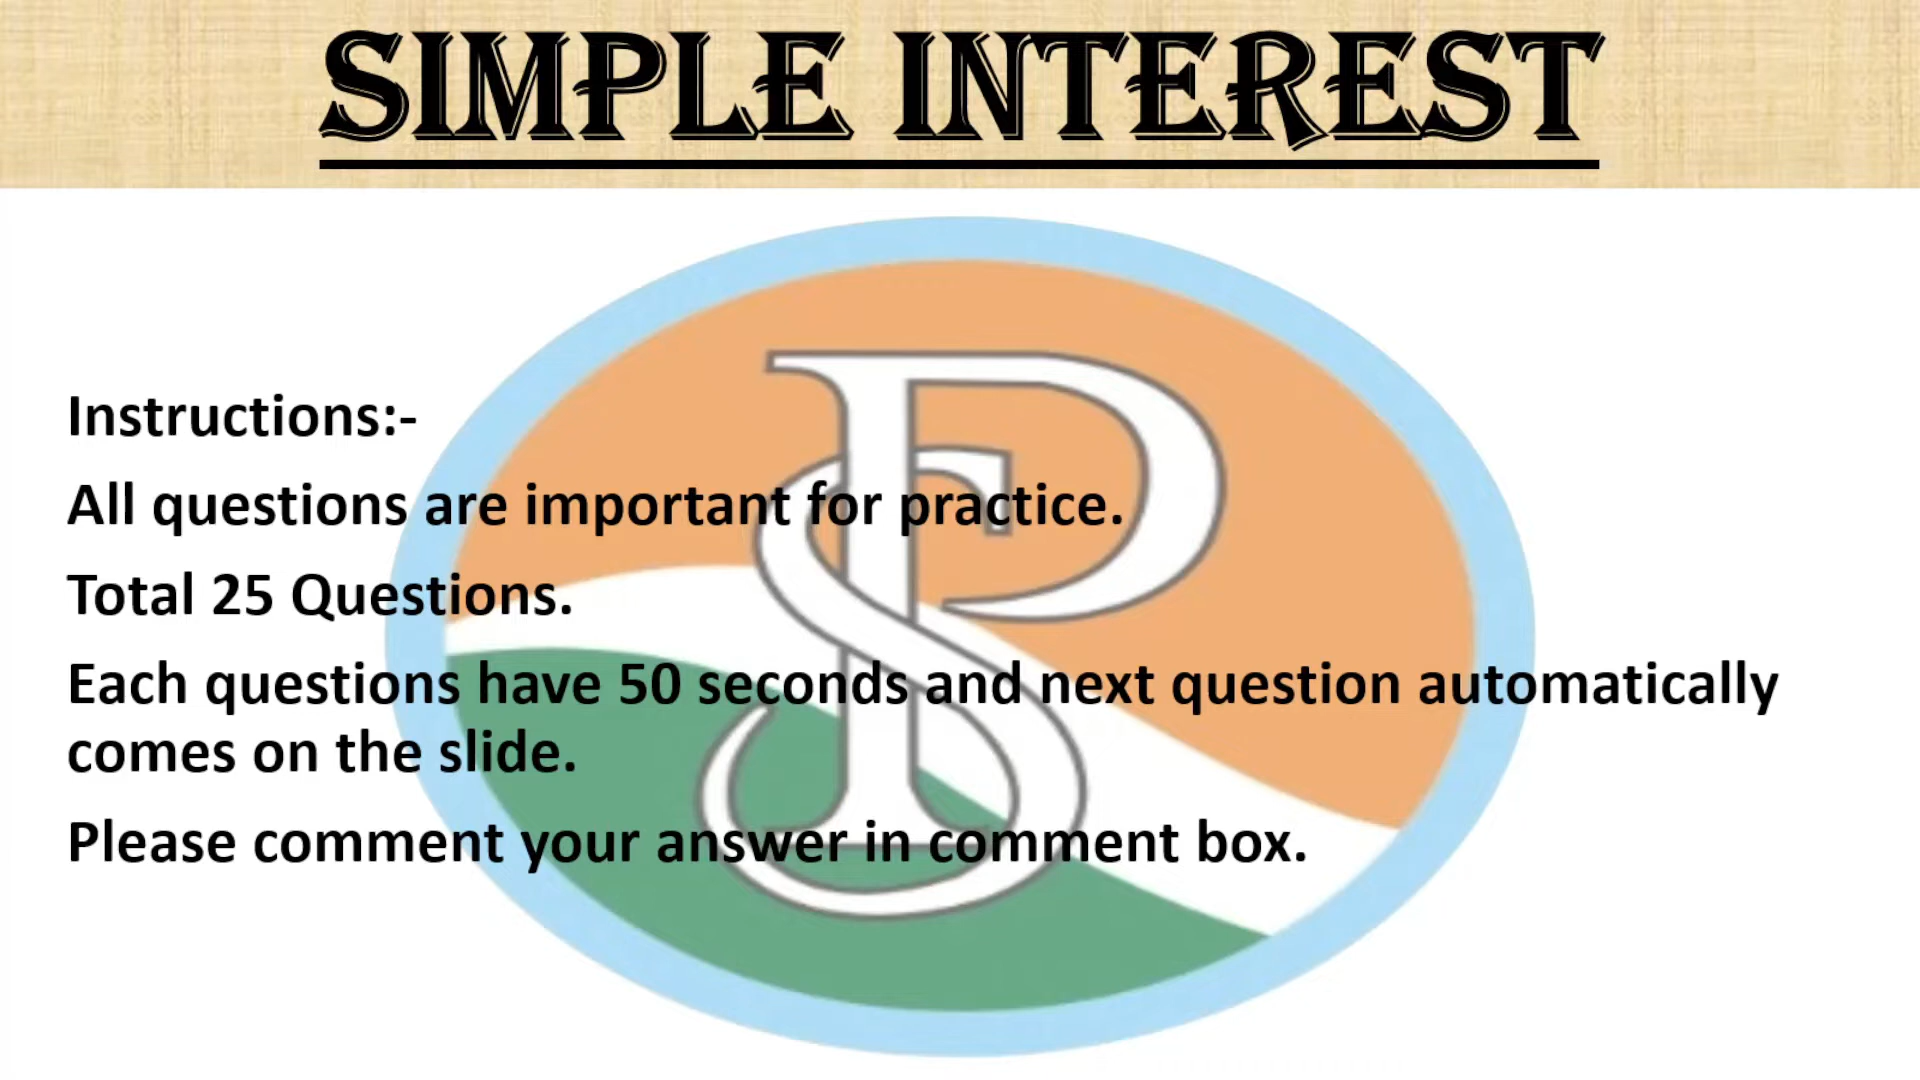 SIMPLE INTEREST
Instructions:-
All questions are important for practice.
Total 25 Questions.
Each questions have 50 seconds and next question automatically
comes on the slide.
Please comment your answer in comment box.